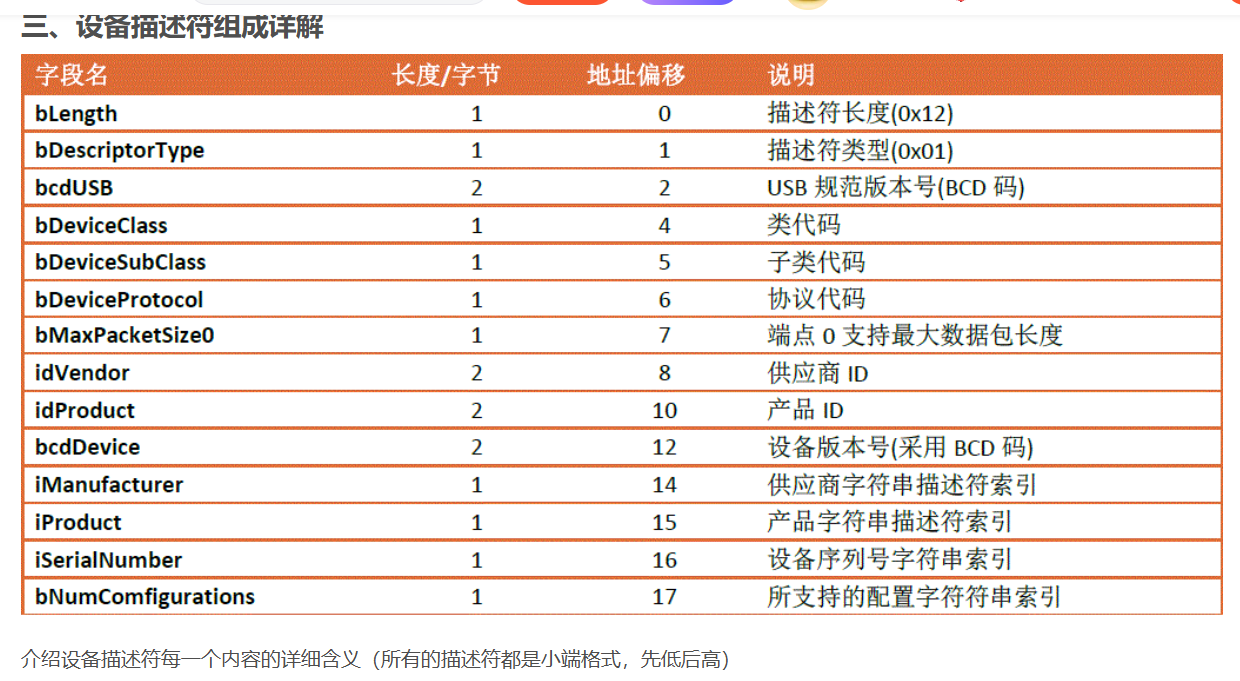 三、设备描述符组成详解
字段名 长度/字节 地址偏移 说明
bLength 1 0 描述符长度(0x12)
bDescriptorType 1 1 描述符类型(0x01)
bcdUSB 2 2 USB 规范版本号(BCD 码)
bDeviceClass 1 4 类代码
bDeviceSubClass 1 5 子类代码
bDeviceProtocol 1 6 协议代码
bMaxPacketSize0 1 7 端点 0 支持最大数据包长度
idVendor 2 8 供应商 ID
idProduct 2 10 产品 ID
bcdDevice 2 12 设备版本号(采用 BCD 码)
iManufacturer 1 14 供应商字符串描述符索引
iProduct 1 15 产品字符串描述符索引
iSerialNumber 1 16 设备序列号字符串索引
bNumComfigurations 1 17 所支持的配置字符符串索引
介绍设备描述符每一个内容的详细含义（所有的描述符都是小端格式，先低后高）